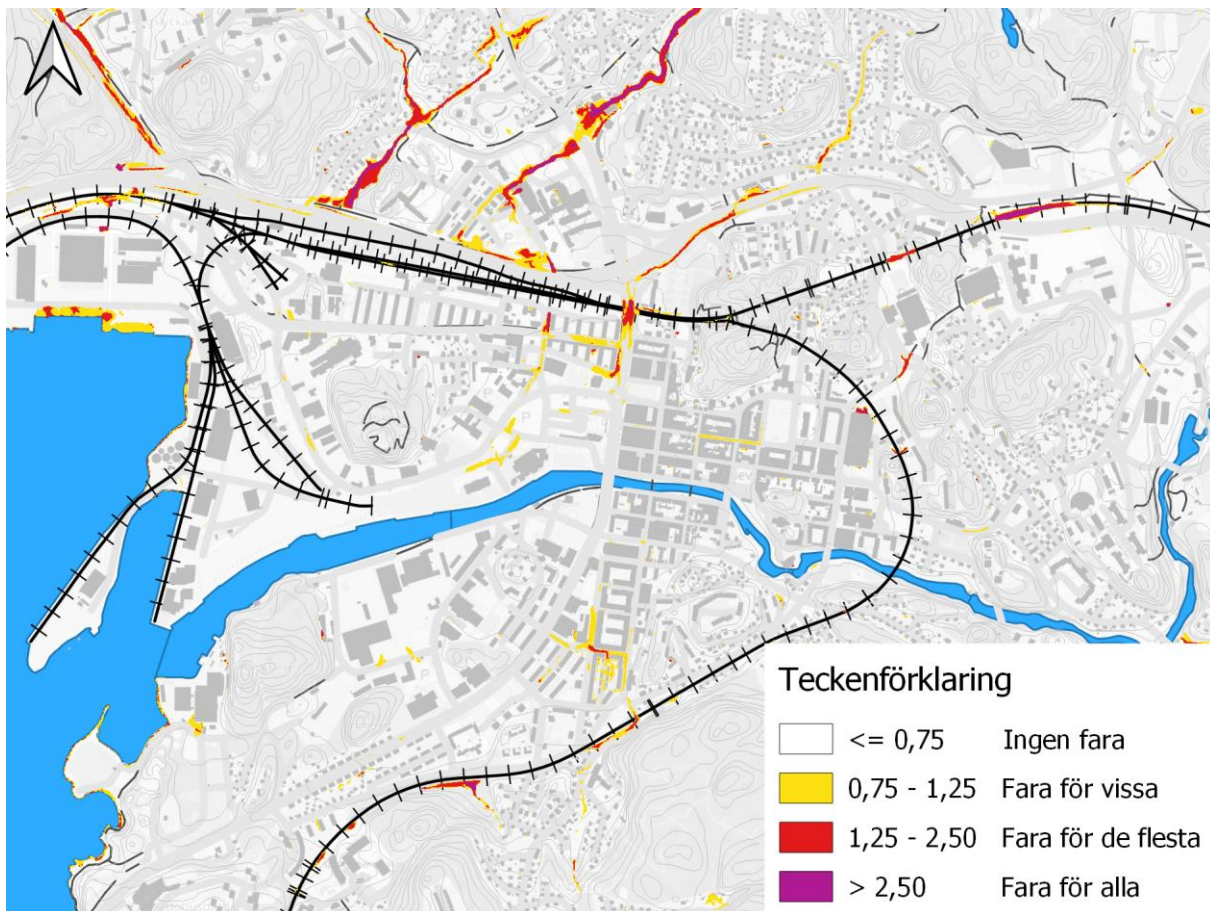 P
P
P
Teckenförklaring
<= 0,75 Ingen fara
0,75 - 1,25 Fara för vissa
1,25 - 2,50 Fara för de flesta
> 2,50 Fara för alla